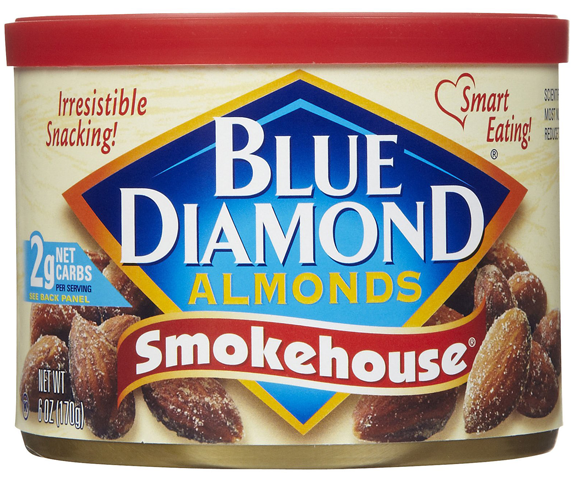 Irresistible
Snacking!
Smart
Eating!
®
BLUE
DIAMOND
ALMONDS
Smokehouse®
2g NET
CARBS
PER SERVING
SEE BACK PANEL
NET WT
6 OZ (170g)
MOST